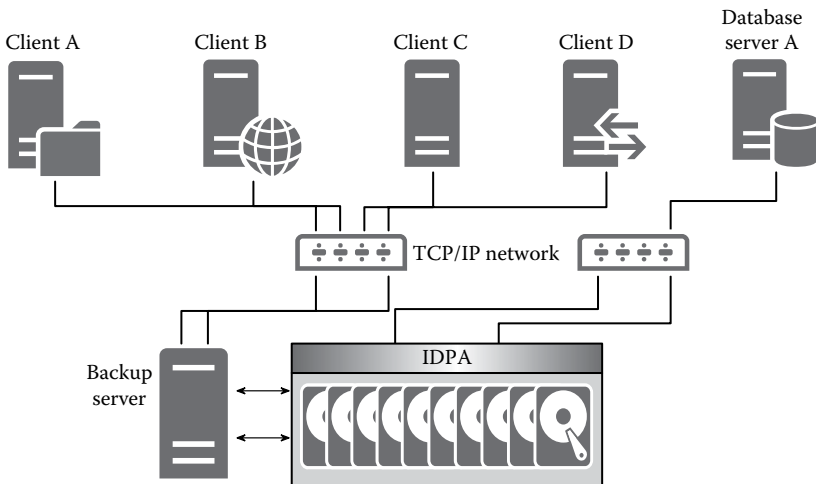 Client A
Client B
Client C
Client D
Database
server A
TCP/IP network
Backup
server
IDPA